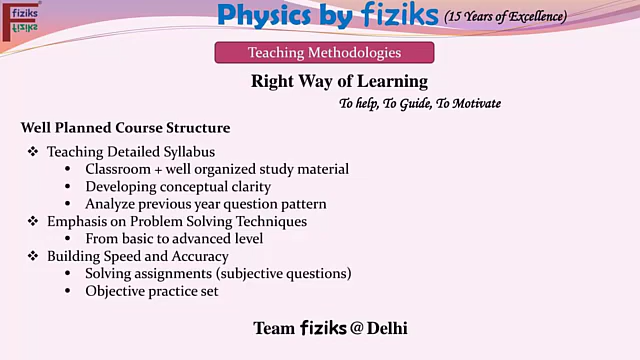 fiziks
fiziks
Physics by fiziks (15 Years of Excellence)
Teaching Methodologies
Right Way of Learning
To help, To Guide, To Motivate
Well Planned Course Structure
❖ Teaching Detailed Syllabus
• Classroom + well organized study material
• Developing conceptual clarity
• Analyze previous year question pattern
❖ Emphasis on Problem Solving Techniques
• From basic to advanced level
❖ Building Speed and Accuracy
• Solving assignments (subjective questions)
• Objective practice set
Team fiziks @ Delhi